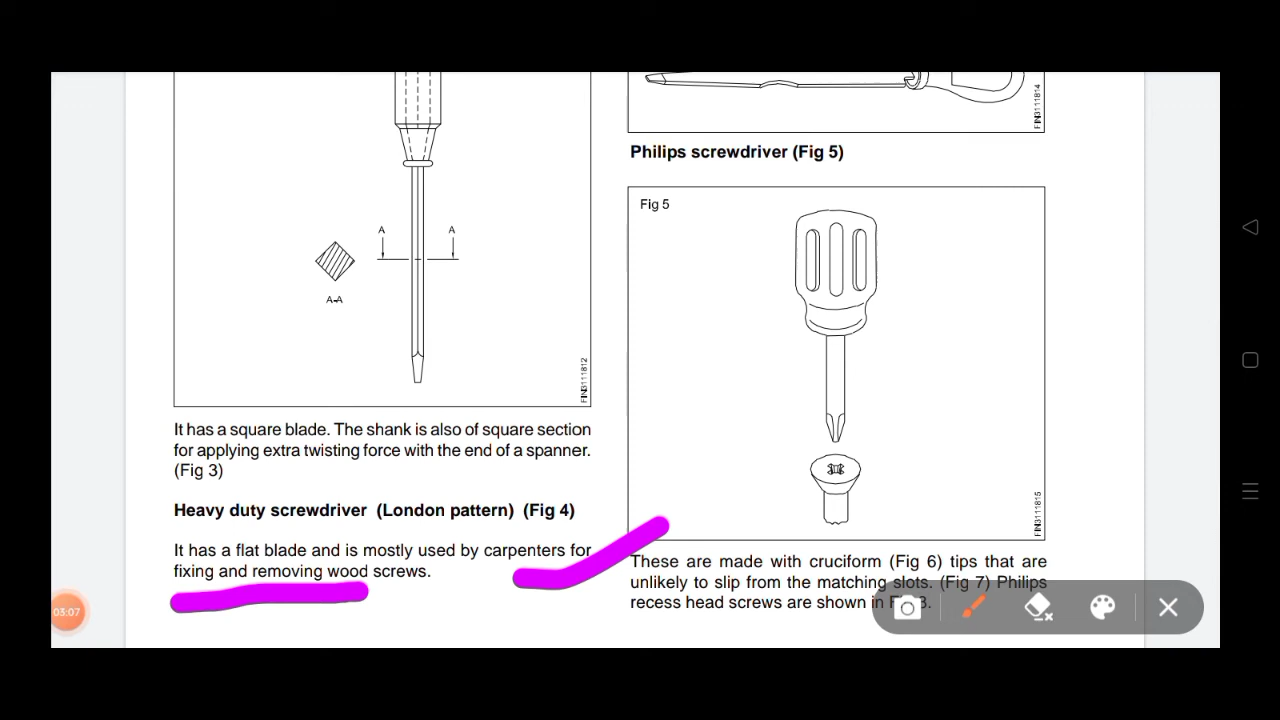 A A
A-A
FIN3111812
It has a square blade. The shank is also of square section
for applying extra twisting force with the end of a spanner.
(Fig 3)
Heavy duty screwdriver (London pattern) (Fig 4)
It has a flat blade and is mostly used by carpenters for
fixing and removing wood screws.
FIN3111814
Philips screwdriver (Fig 5)
Fig 5
FIN3111815
These are made with cruciform (Fig 6) tips that are
unlikely to slip from the matching slots. (Fig 7) Philips
recess head screws are shown in
03:07